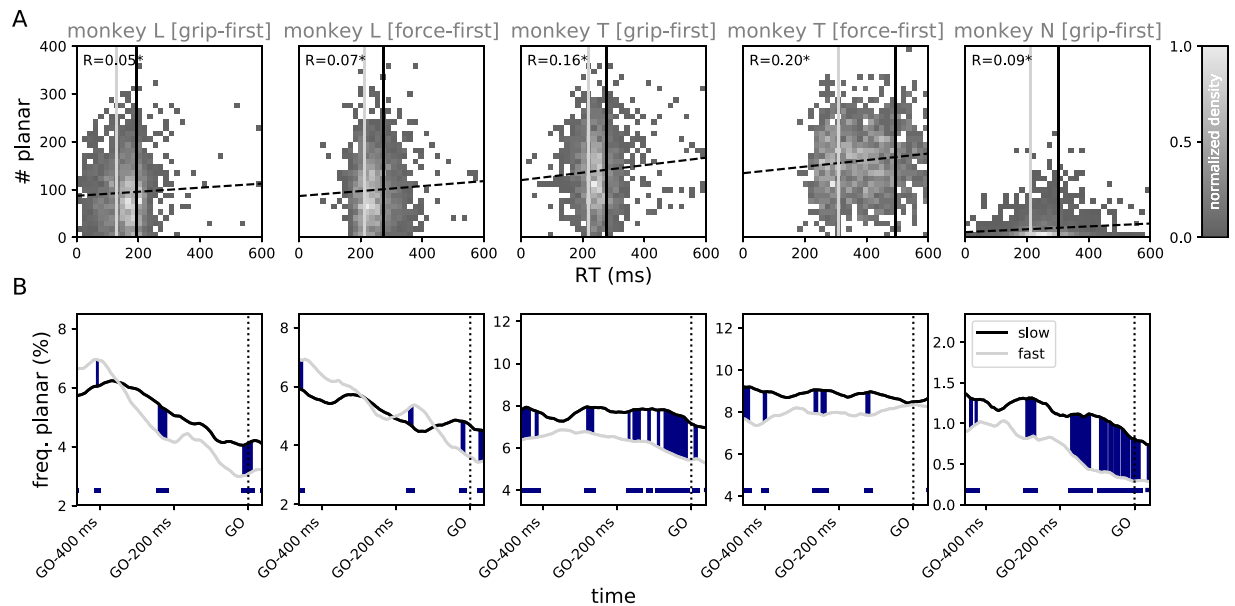 A
monkey L [grip-first] monkey L [force-first] monkey T [grip-first] monkey T [force-first] monkey N [grip-first]
R=0.05* R=0.07* R=0.16* R=0.20* R=0.09*
# planar
400
300
200
100
0
0 200 400 600 0 200 400 600 0 200 400 600 0 200 400 600 0 200 400 600
RT (ms)
1.0
0.5
0.0
normalized density
B
freq. planar (%)
8
6
4
2
8
6
4
2
12
10
8
6
4
12
10
8
6
4
2.0
1.5
1.0
0.5
0.0
slow
fast
GO-400 ms GO-200 ms GO GO-400 ms GO-200 ms GO GO-400 ms GO-200 ms GO GO-400 ms GO-200 ms GO GO-400 ms GO-200 ms GO
time